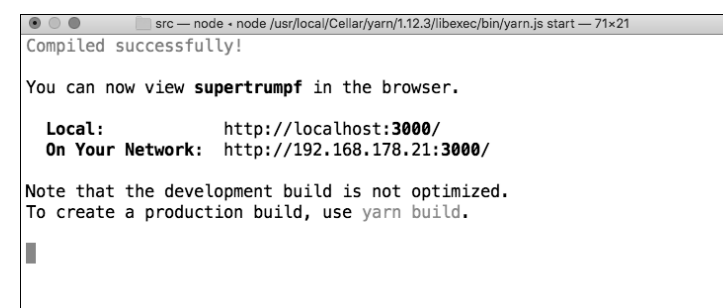 src — node ◂ node /usr/local/Cellar/yarn/1.12.3/libexec/bin/yarn.js start — 71×21
Compiled successfully!
You can now view supertrumpf in the browser.
Local: http://localhost:3000/
On Your Network: http://192.168.178.21:3000/
Note that the development build is not optimized.
To create a production build, use yarn build.